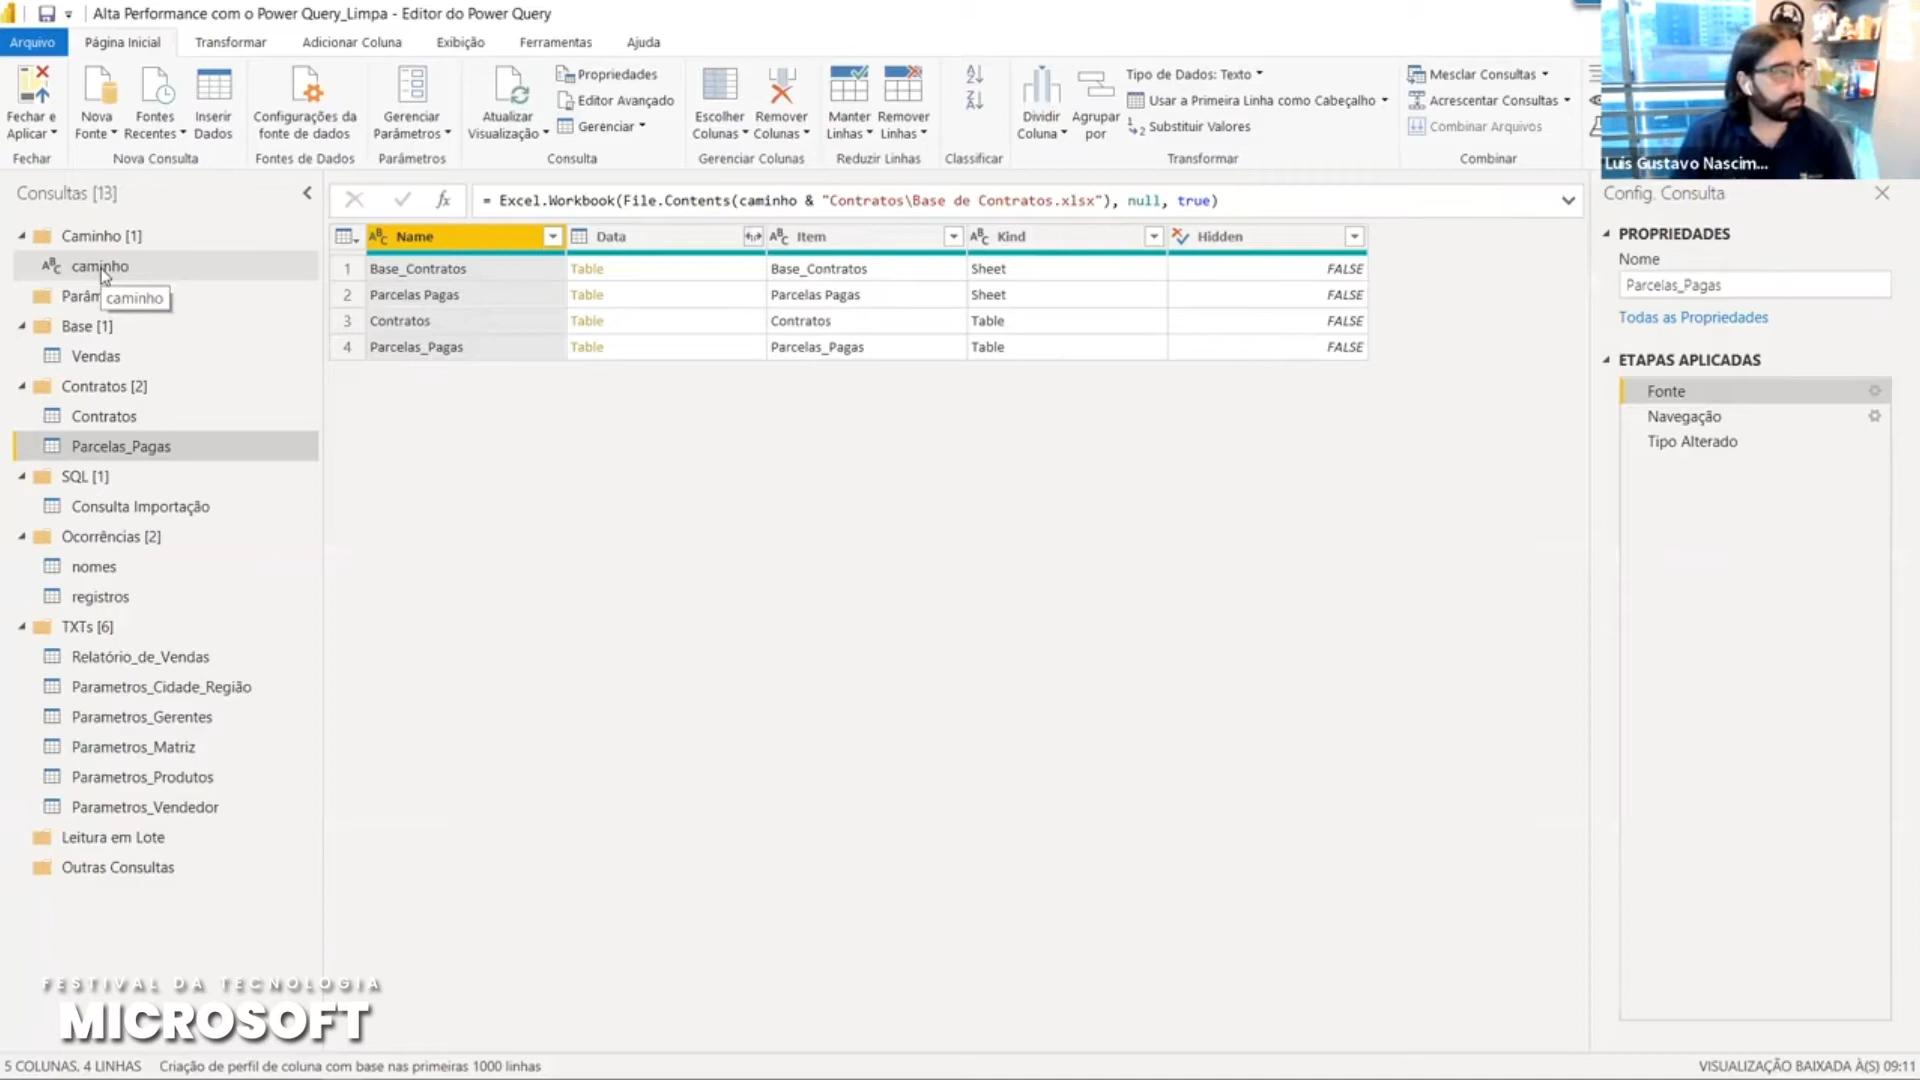 Alta Performance com o Power Query_Limpa - Editor do Power Query
Arquivo
Página Inicial
Transformar
Adicionar Coluna
Exibição
Ferramentas
Ajuda
Fechar e Aplicar
Nova Fonte
Fontes Recentes
Inserir Dados
Configurações da fonte de dados
Gerenciar Parâmetros
Atualizar Visualização
Propriedades
Editor Avançado
Gerenciar
Escolher Colunas
Remover Colunas
Manter Linhas
Remover Linhas
Dividir Coluna
Agrupar por
Tipo de Dados: Texto
Usar a Primeira Linha como Cabeçalho
Substituir Valores
Mesclar Consultas
Acrescentar Consultas
Combinar Arquivos
Fechar
Nova Consulta
Fontes de Dados
Parâmetros
Consulta
Gerenciar Colunas
Reduzir Linhas
Classificar
Transformar
Combinar
Luis Gustavo Nascim...
Consultas [13]
Caminho [1]
caminho
Parâm
caminho
Base [1]
Vendas
Contratos [2]
Contratos
Parcelas_Pagas
SQL [1]
Consulta Importação
Ocorrências [2]
nomes
registros
TXTs [6]
Relatório_de_Vendas
Parametros_Cidade_Região
Parametros_Gerentes
Parametros_Matriz
Parametros_Produtos
Parametros_Vendedor
Leitura em Lote
Outras Consultas
= Excel.Workbook(File.Contents(caminho & "Contratos\Base de Contratos.xlsx"), null, true)
Name Data Item Kind Hidden
1 Base_Contratos Table Base_Contratos Sheet FALSE
2 Parcelas Pagas Table Parcelas Pagas Sheet FALSE
3 Contratos Table Contratos Table FALSE
4 Parcelas_Pagas Table Parcelas_Pagas Table FALSE
Config. Consulta
PROPRIEDADES
Nome
Parcelas_Pagas
Todas as Propriedades
ETAPAS APLICADAS
Fonte
Navegação
Tipo Alterado
FESTIVAL DA TECNOLOGIA
MICROSOFT
5 COLUNAS, 4 LINHAS Criação de perfil de coluna com base nas primeiras 1000 linhas
VISUALIZAÇÃO BAIXADA À(S) 09:11